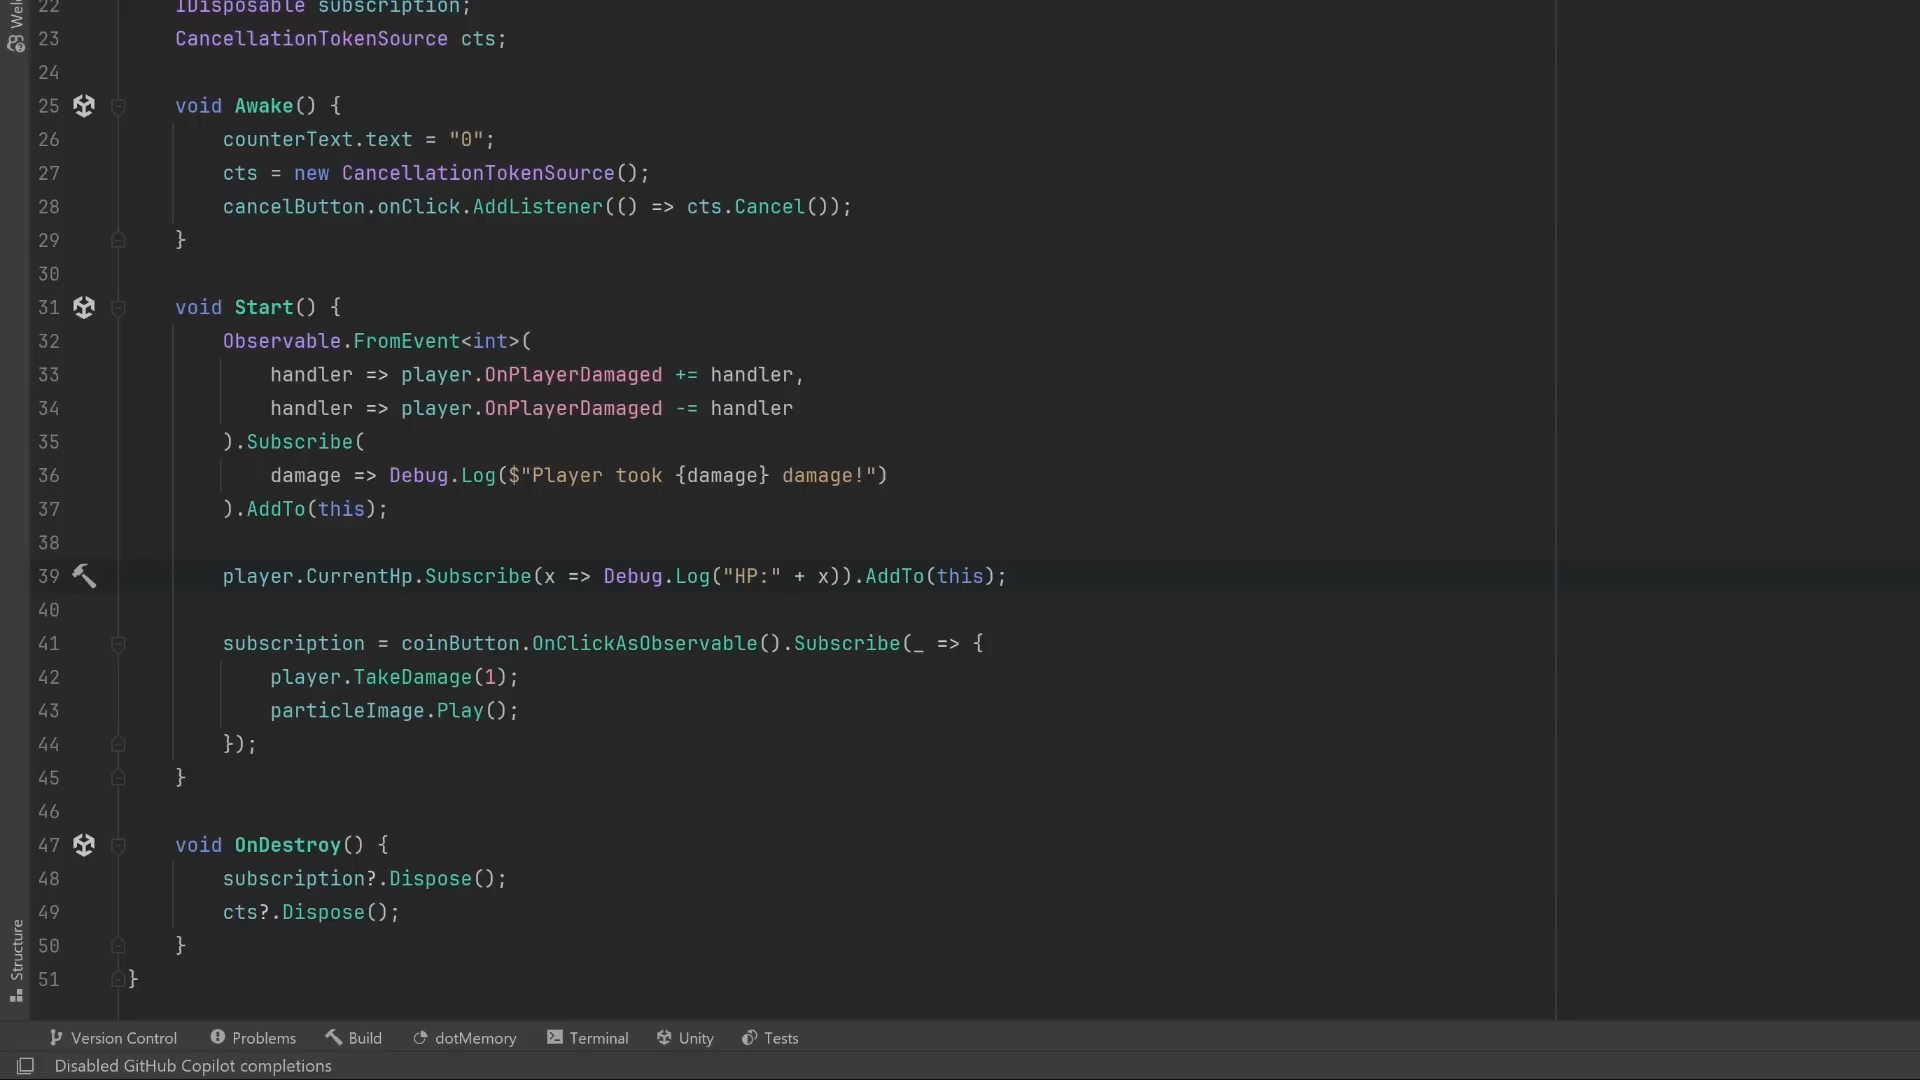 Wel
22 IDisposable subscription;
23 CancellationTokenSource cts;
24
25 void Awake() {
26 counterText.text = "0";
27 cts = new CancellationTokenSource();
28 cancelButton.onClick.AddListener(() => cts.Cancel());
29 }
30
31 void Start() {
32 Observable.FromEvent<int>(
33 handler => player.OnPlayerDamaged += handler,
34 handler => player.OnPlayerDamaged -= handler
35 ).Subscribe(
36 damage => Debug.Log($"Player took {damage} damage!")
37 ).AddTo(this);
38
39 player.CurrentHp.Subscribe(x => Debug.Log("HP:" + x)).AddTo(this);
40
41 subscription = coinButton.OnClickAsObservable().Subscribe(_ => {
42 player.TakeDamage(1);
43 particleImage.Play();
44 });
45 }
46
47 void OnDestroy() {
48 subscription?.Dispose();
49 cts?.Dispose();
50 }
51 }
Structure
Version Control Problems Build dotMemory Terminal Unity Tests
Disabled GitHub Copilot completions